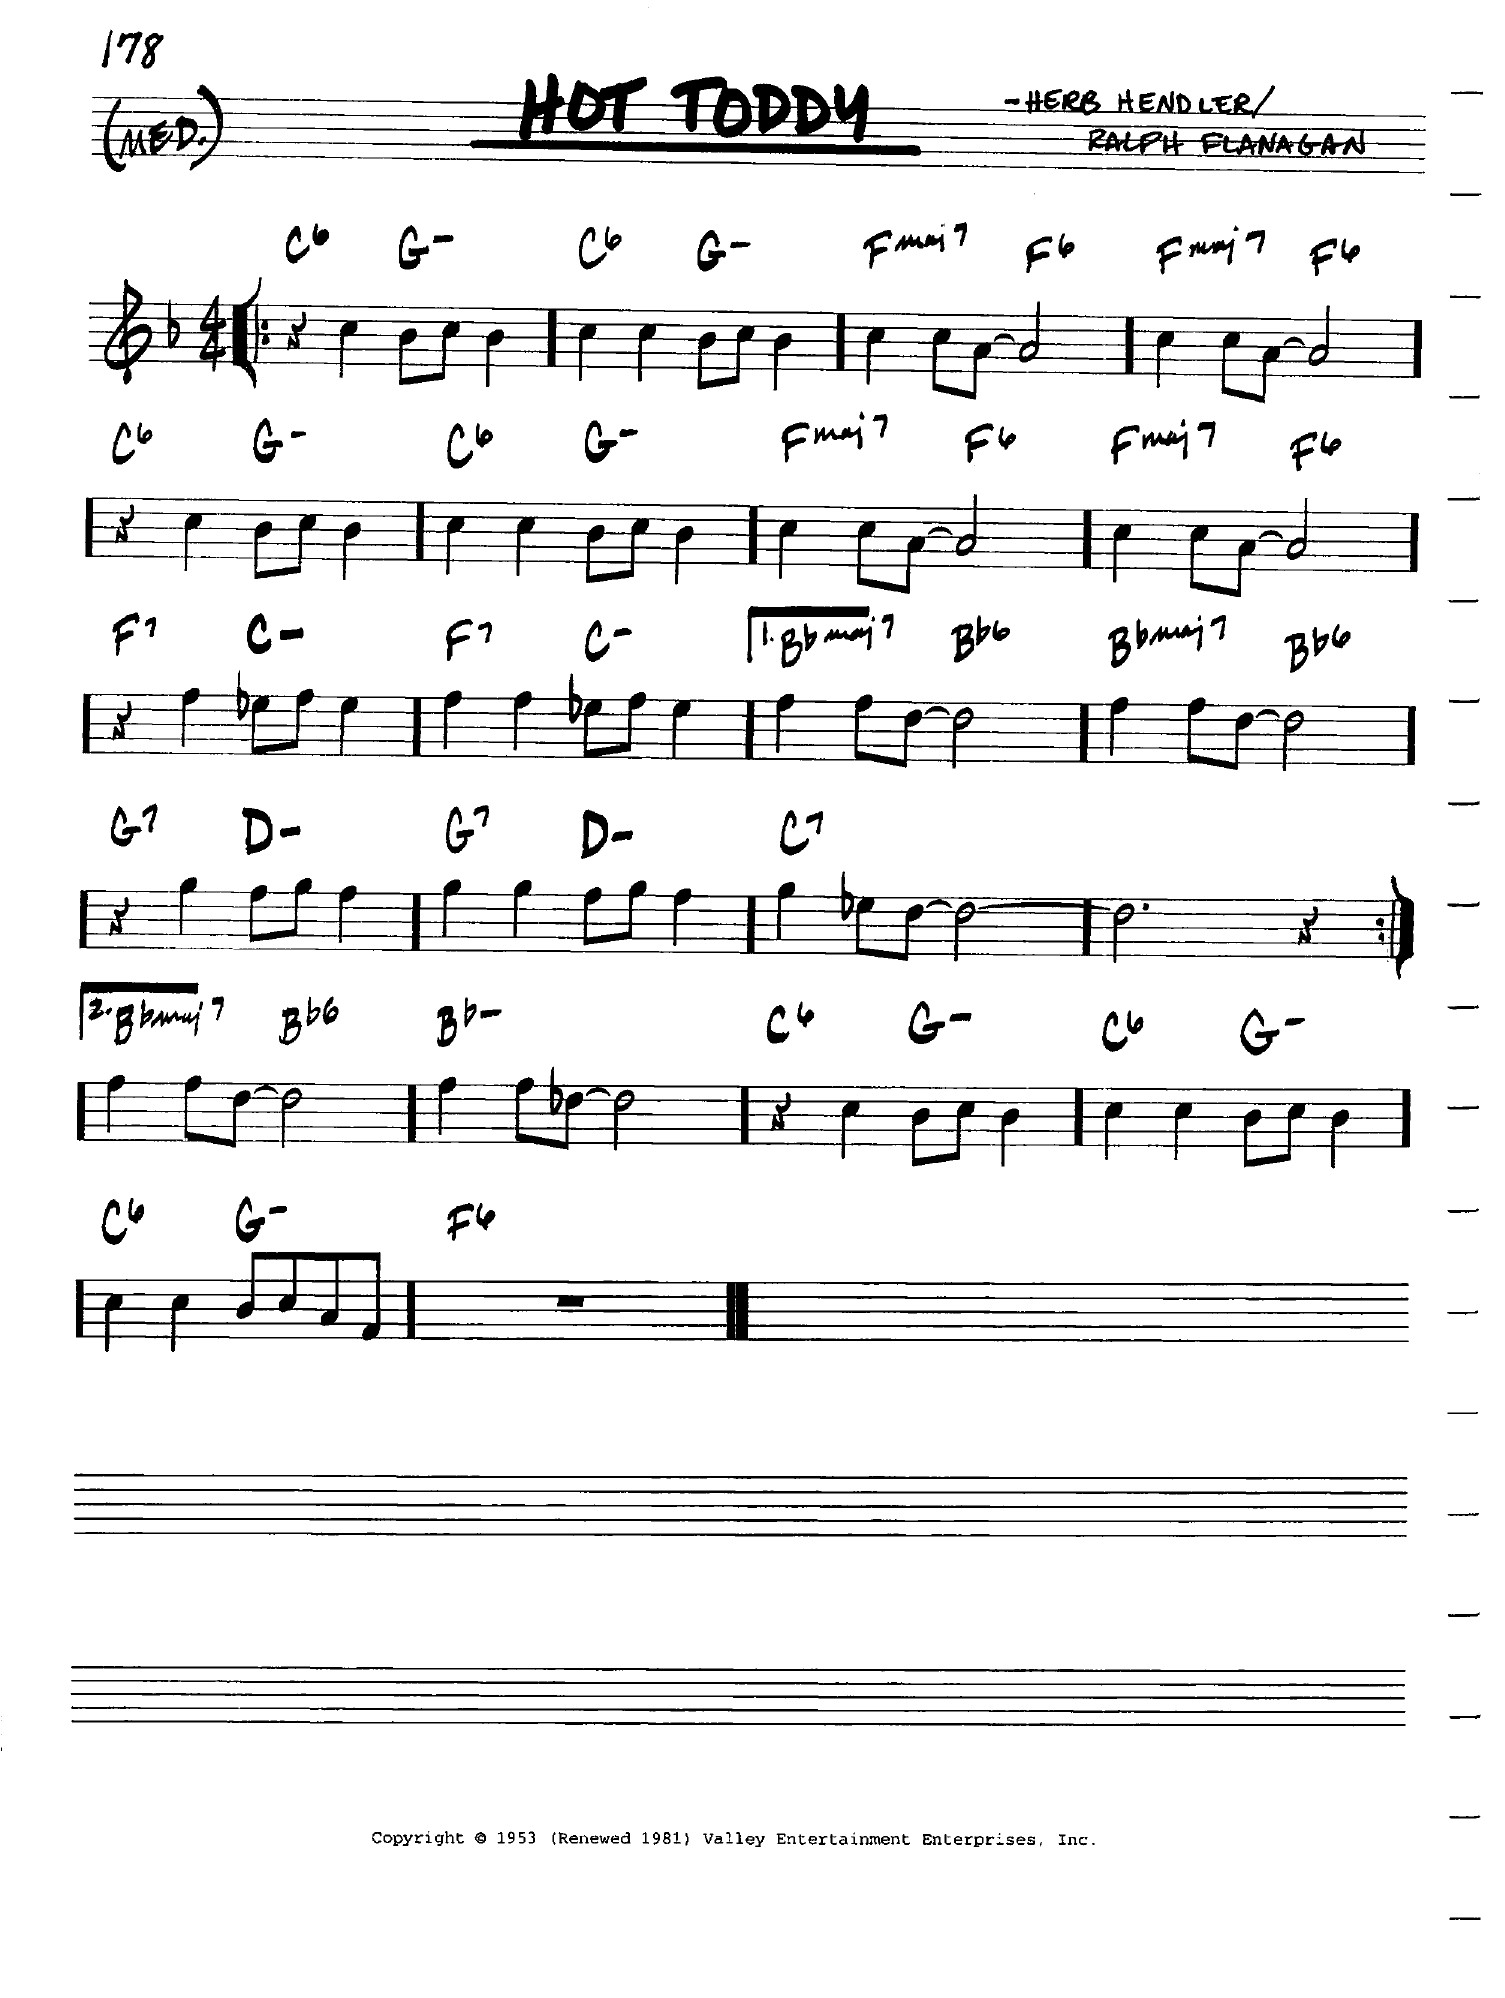 178
(MED.)
HOT TODDY
-HERB HENDLER/
RALPH FLANAGAN
C6 G- C6 G- Fmaj7 F6 Fmaj7 F6
4
4
C6 G- C6 G- Fmaj7 F6 Fmaj7 F6
F7 C- F7 C- 1. Bbmaj7 Bb6 Bbmaj7 Bb6
G7 D- G7 D- C7
2. Bbmaj7 Bb6 Bb- C6 G- C6 G-
C6 G- F6
Copyright © 1953 (Renewed 1981) Valley Entertainment Enterprises, Inc.